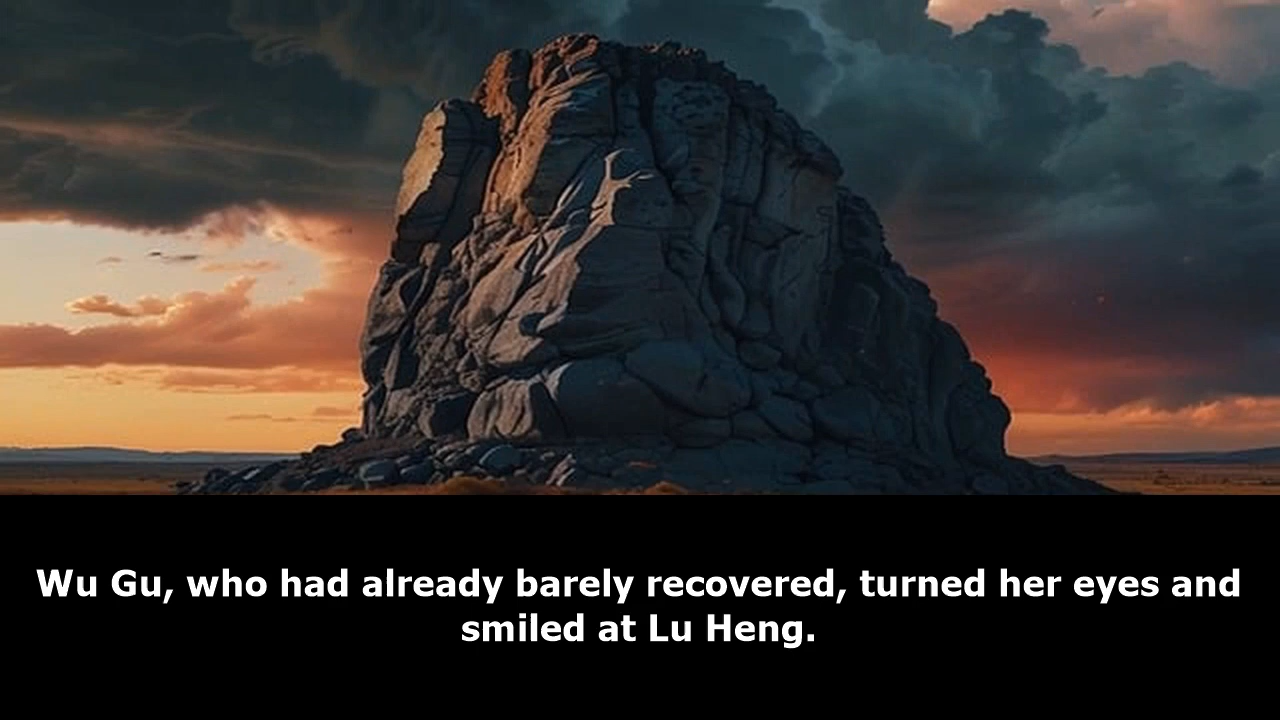 Wu Gu, who had already barely recovered, turned her eyes and
smiled at Lu Heng.